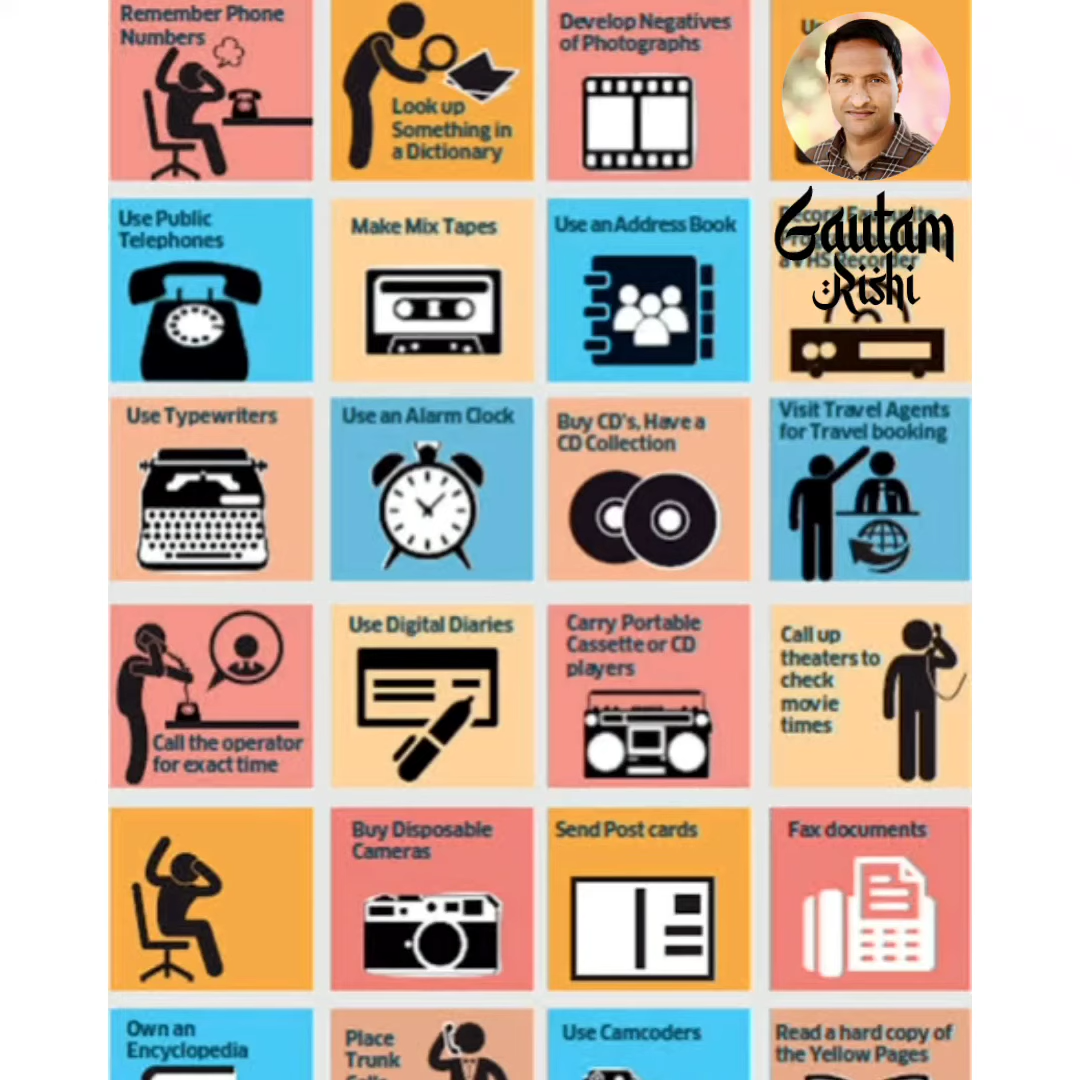 Remember Phone
Numbers
Look up
Something in
a Dictionary
Develop Negatives
of Photographs
Gautam
Rishi
Use Public
Telephones
Make Mix Tapes
Use an Address Book
Record Favourite
a VHS Recorder
Use Typewriters
Use an Alarm Clock
Buy CD's, Have a
CD Collection
Visit Travel Agents
for Travel booking
Call the operator
for exact time
Use Digital Diaries
Carry Portable
Cassette or CD
players
Call up
theaters to
check
movie
times
Buy Disposable
Cameras
Send Post cards
Fax documents
Own an
Encyclopedia
Place
Trunk
Use Camcoders
Read a hard copy of
the Yellow Pages